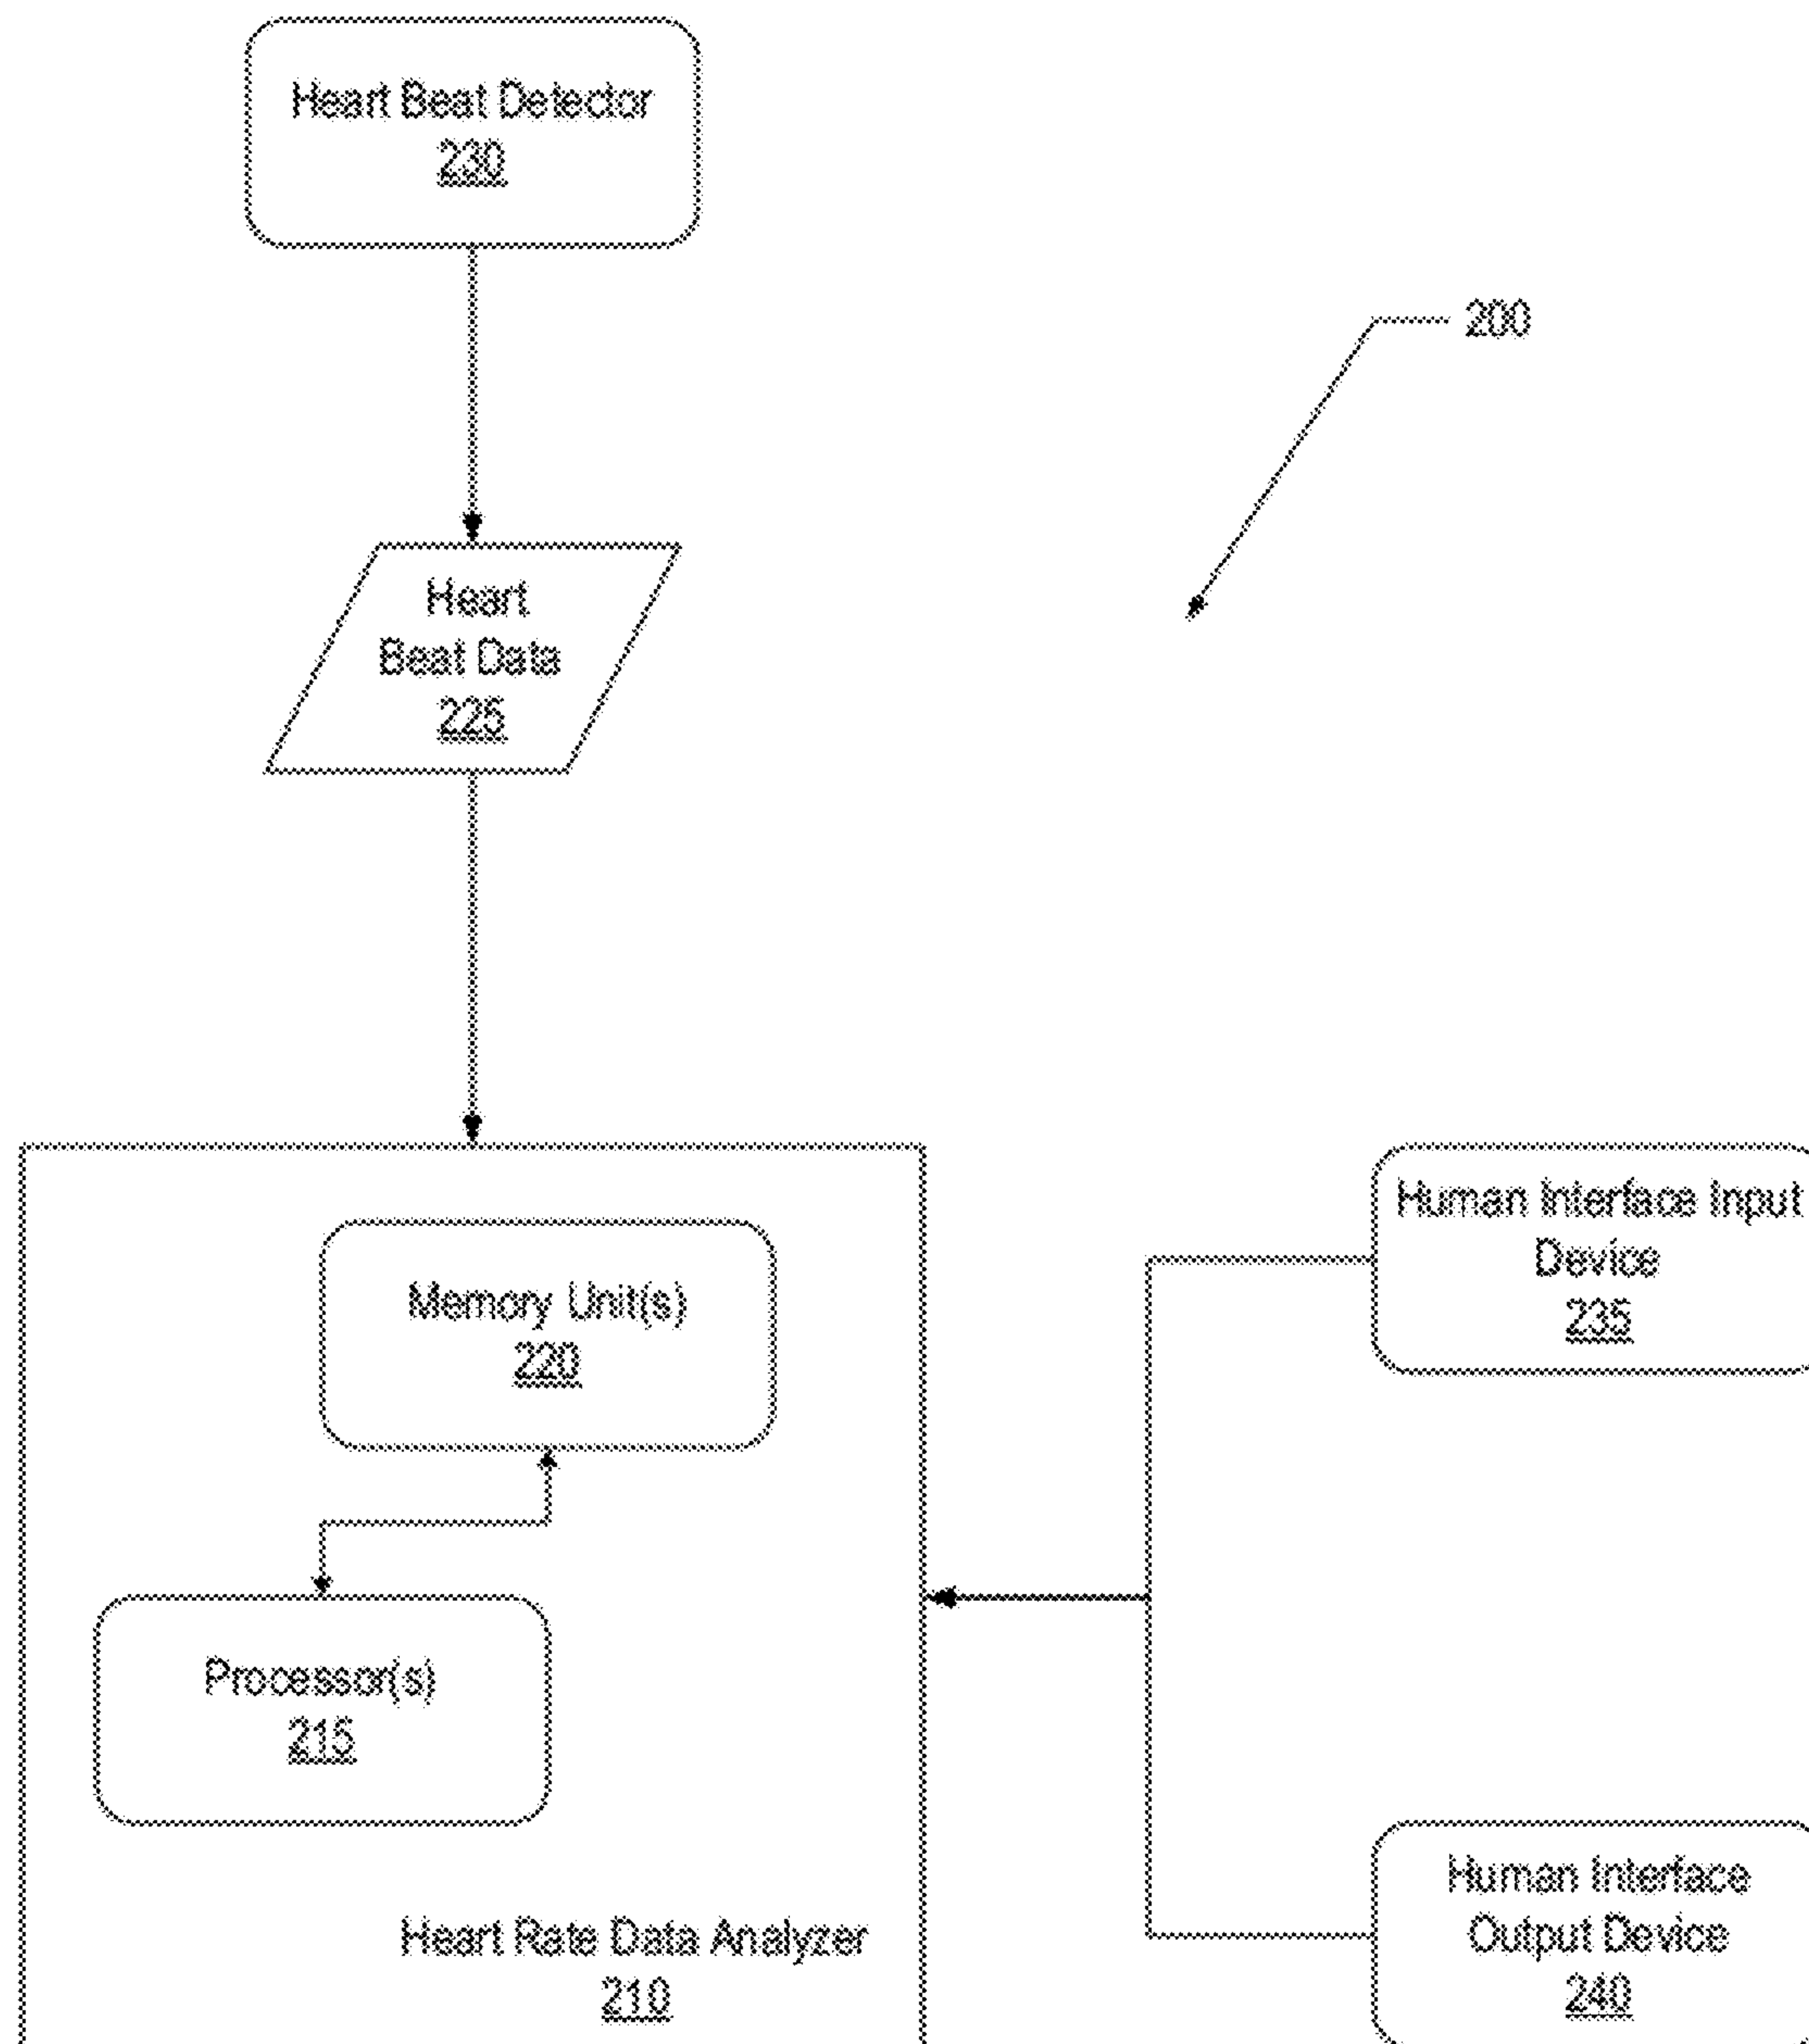 Heart Beat Detector
230
200
Heart
Beat Data
225
Memory Unit(s)
220
Processor(s)
215
Heart Rate Data Analyzer
210
Human Interface Input
Device
235
Human Interface
Output Device
240